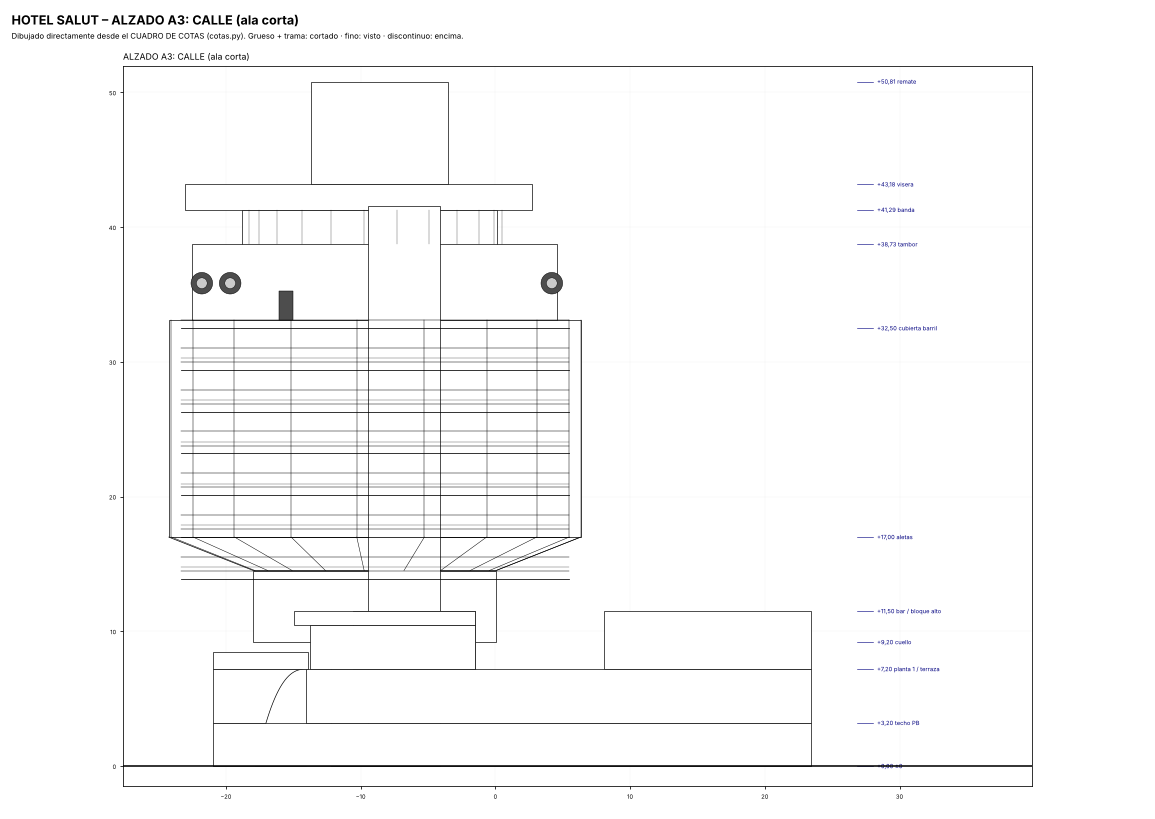 HOTEL SALUT – ALZADO A3: CALLE (ala corta)
Dibujado directamente desde el CUADRO DE COTAS (cotas.py). Grueso + trama: cortado · fino: visto · discontinuo: encima.
ALZADO A3: CALLE (ala corta)
50
+50,81 remate
+43,18 visera
+41,29 banda
40
+38,73 tambor
+32,50 cubierta barril
30
20
+17,00 aletas
+11,50 bar / bloque alto
10
+9,20 cuello
+7,20 planta 1 / terraza
+3,20 techo PB
0
−20
−10
0
10
20
30